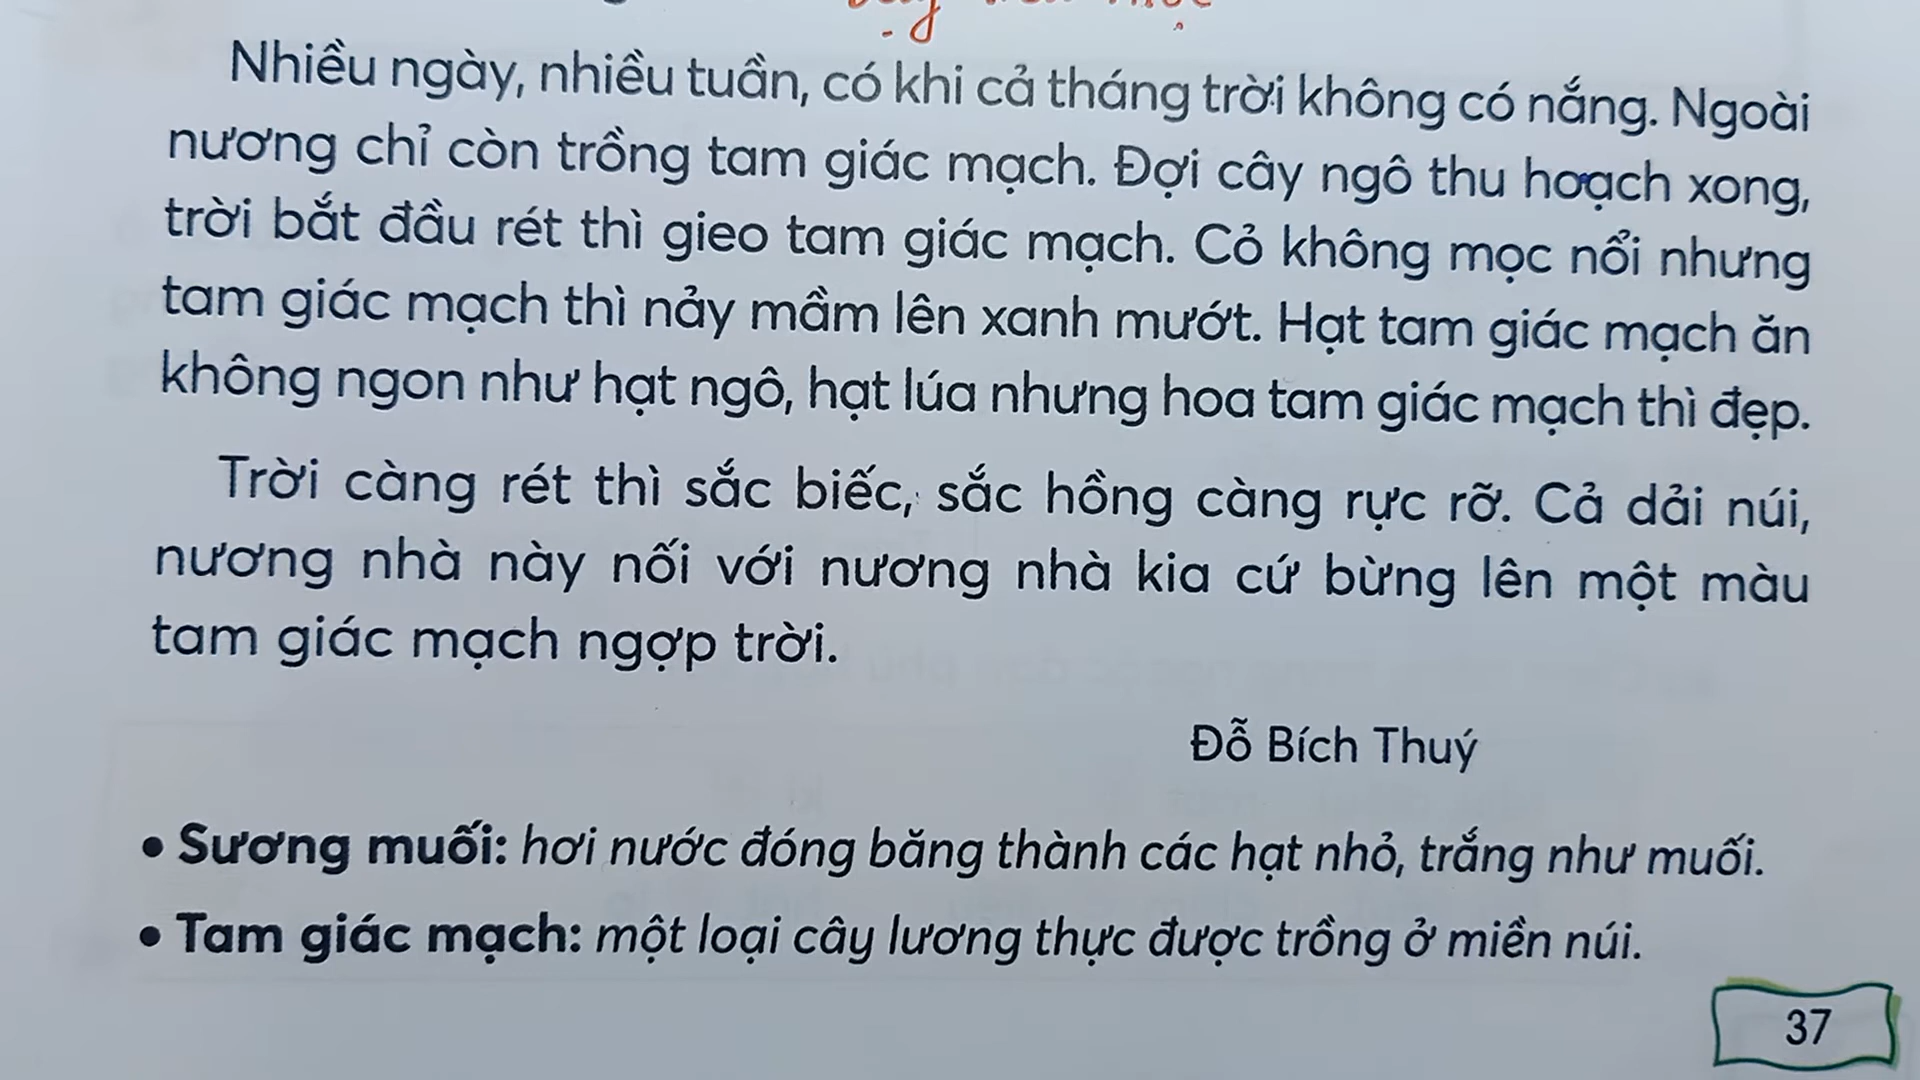 Nhiều ngày, nhiều tuần, có khi cả tháng trời không có nắng. Ngoài
nương chỉ còn trồng tam giác mạch. Đợi cây ngô thu hoạch xong,
trời bắt đầu rét thì gieo tam giác mạch. Cỏ không mọc nổi nhưng
tam giác mạch thì nảy mầm lên xanh mướt. Hạt tam giác mạch ăn
không ngon như hạt ngô, hạt lúa nhưng hoa tam giác mạch thì đẹp.
Trời càng rét thì sắc biếc, sắc hồng càng rực rỡ. Cả dải núi,
nương nhà này nối với nương nhà kia cứ bừng lên một màu
tam giác mạch ngợp trời.
Đỗ Bích Thuý
• Sương muối: hơi nước đóng băng thành các hạt nhỏ, trắng như muối.
• Tam giác mạch: một loại cây lương thực được trồng ở miền núi.
37